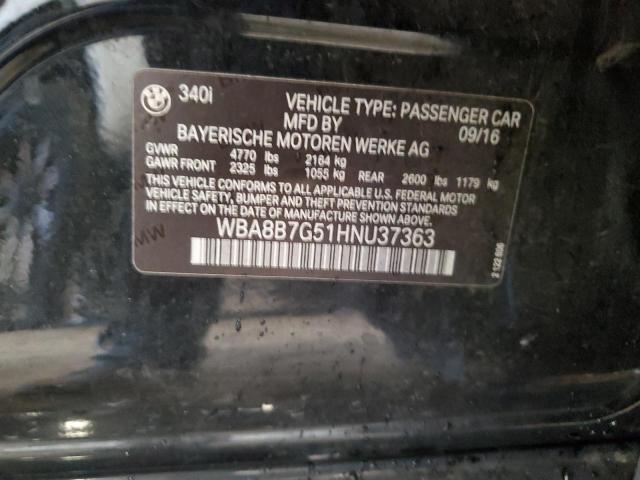 340i
VEHICLE TYPE: PASSENGER CAR
MFD BY 09/16
BAYERISCHE MOTOREN WERKE AG
GVWR 4770 lbs 2164 kg
GAWR FRONT 2325 lbs 1055 kg REAR 2600 lbs 1179 kg
THIS VEHICLE CONFORMS TO ALL APPLICABLE U.S. FEDERAL MOTOR
VEHICLE SAFETY, BUMPER AND THEFT PREVENTION STANDARDS
IN EFFECT ON THE DATE OF MANUFACTURE SHOWN ABOVE.
WBA8B7G51HNU37363